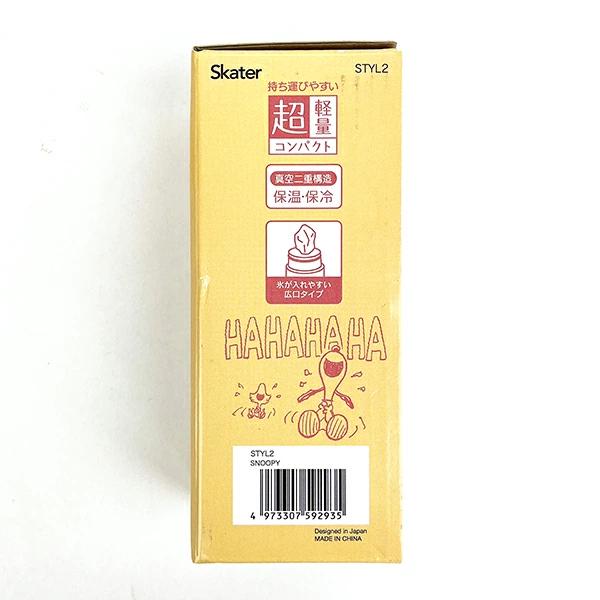 Skater
STYL2
持ち運びやすい
超軽量
コンパクト
真空二重構造
保温·保冷
氷が入れやすい
広口タイプ
HAHAHAHA
STYL2
SNOOPY
4 973307 592935
Designed in Japan
MADE IN CHINA